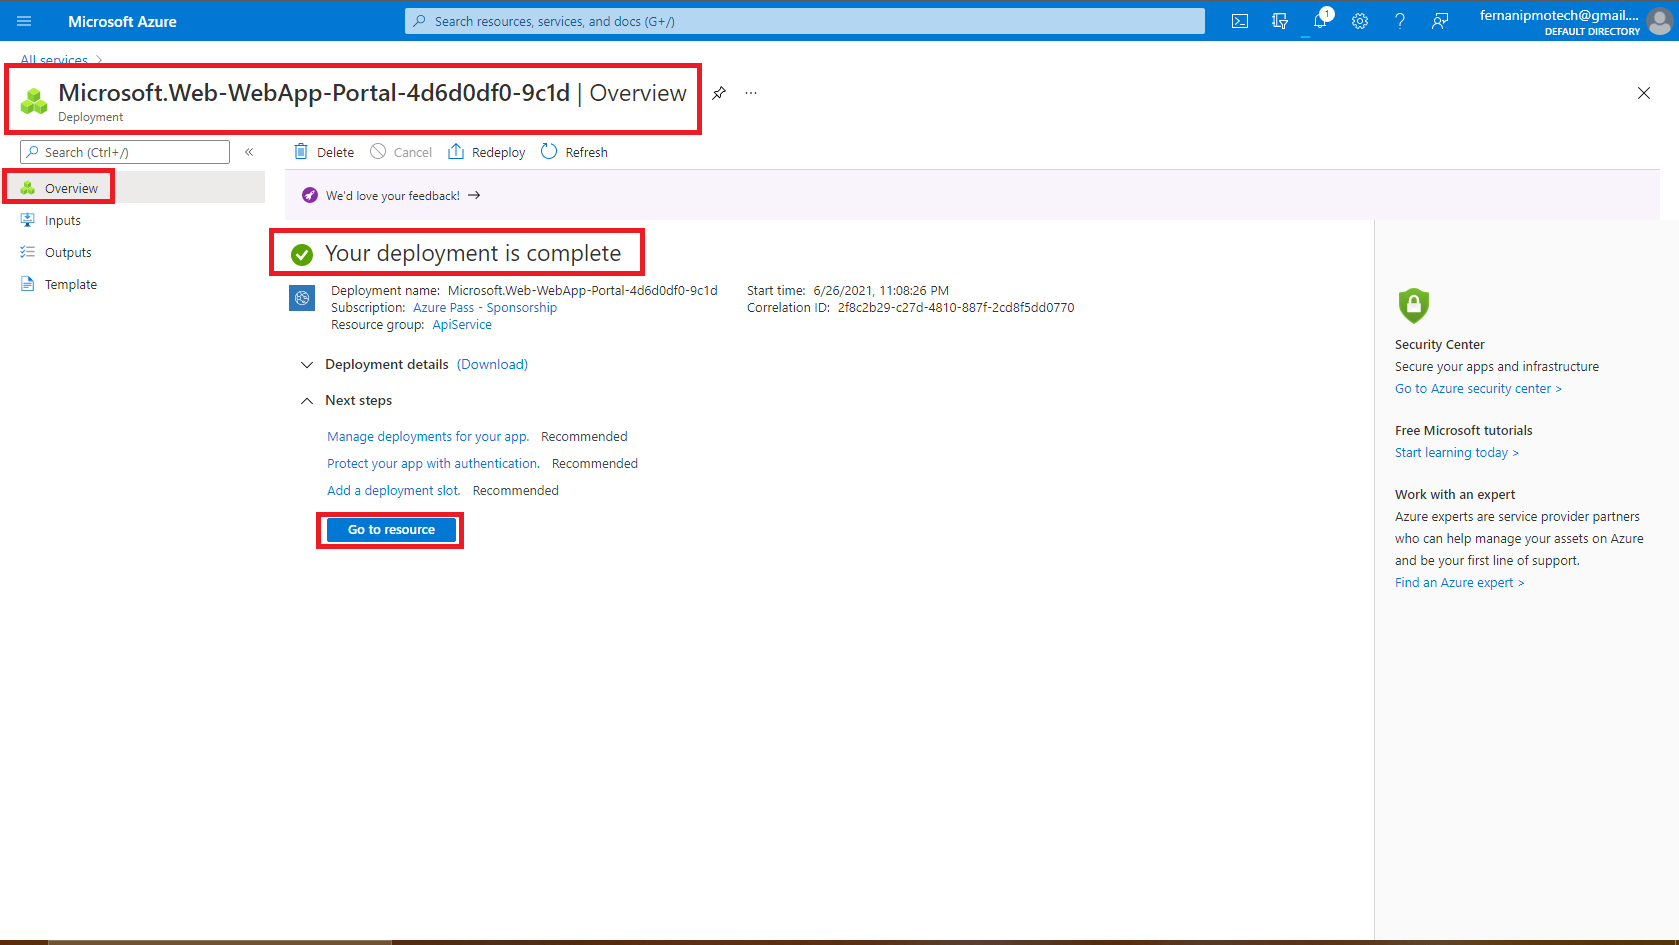 Microsoft Azure
Search resources, services, and docs (G+/)
1
fernanipmotech@gmail....
DEFAULT DIRECTORY
All services >
Microsoft.Web-WebApp-Portal-4d6d0df0-9c1d | Overview
Deployment
Search (Ctrl+/)
Delete
Cancel
Redeploy
Refresh
Overview
Inputs
Outputs
Template
We'd love your feedback! →
Your deployment is complete
Deployment name: Microsoft.Web-WebApp-Portal-4d6d0df0-9c1d
Subscription: Azure Pass - Sponsorship
Resource group: ApiService
Start time: 6/26/2021, 11:08:26 PM
Correlation ID: 2f8c2b29-c27d-4810-887f-2cd8f5dd0770
Deployment details (Download)
Next steps
Manage deployments for your app. Recommended
Protect your app with authentication. Recommended
Add a deployment slot. Recommended
Go to resource
Security Center
Secure your apps and infrastructure
Go to Azure security center >
Free Microsoft tutorials
Start learning today >
Work with an expert
Azure experts are service provider partners
who can help manage your assets on Azure
and be your first line of support.
Find an Azure expert >